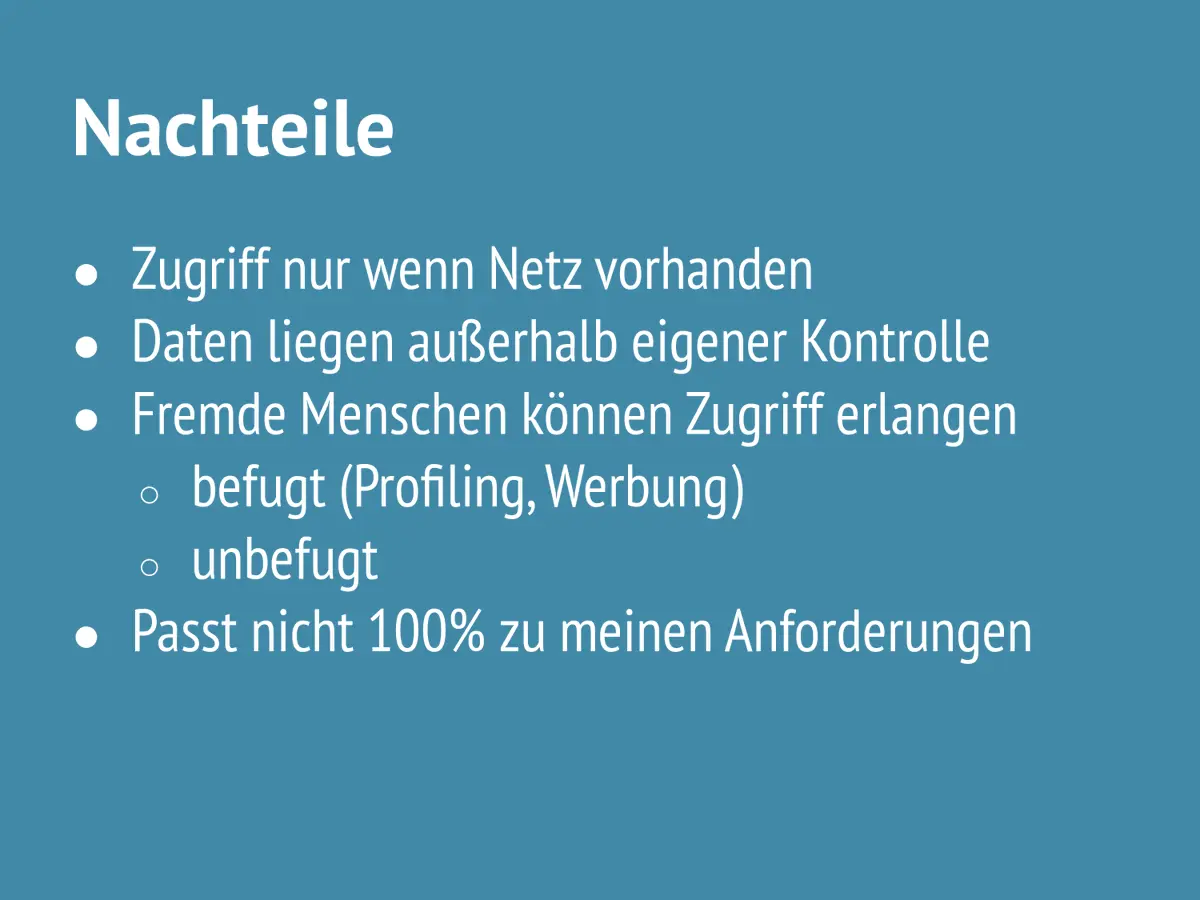 Nachteile
● Zugriff nur wenn Netz vorhanden
● Daten liegen außerhalb eigener Kontrolle
● Fremde Menschen können Zugriff erlangen
○ befugt (Profiling, Werbung)
○ unbefugt
● Passt nicht 100% zu meinen Anforderungen